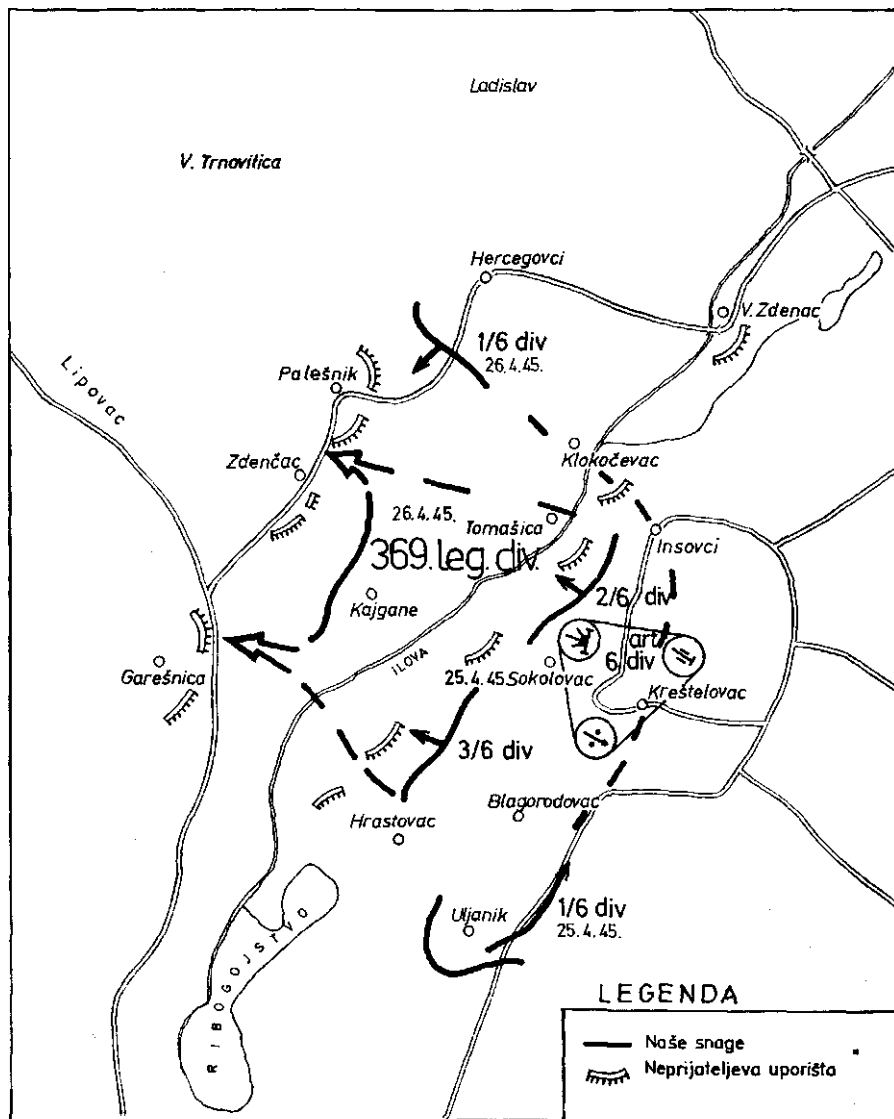 Ladislav
V. Trnovitica
Hercegovci
V. Zdenac
1/6 div
26.4.45.
Lipovac
Palešnik
Zdenčac
Klokočevac
26.4.45.
Tomašica
Insovci
369. leg. div.
Kajgane
2/6 div
ILOVA
art
6 div
Garešnica
25.4.45.
Sokolovac
Kreštelovac
3/6 div
Blagorodovac
Hrastovac
Uljanik
1/6 div
25.4.45.
RIBOGOJSTVO
LEGENDA
Naše snage
Neprijateljeva uporišta